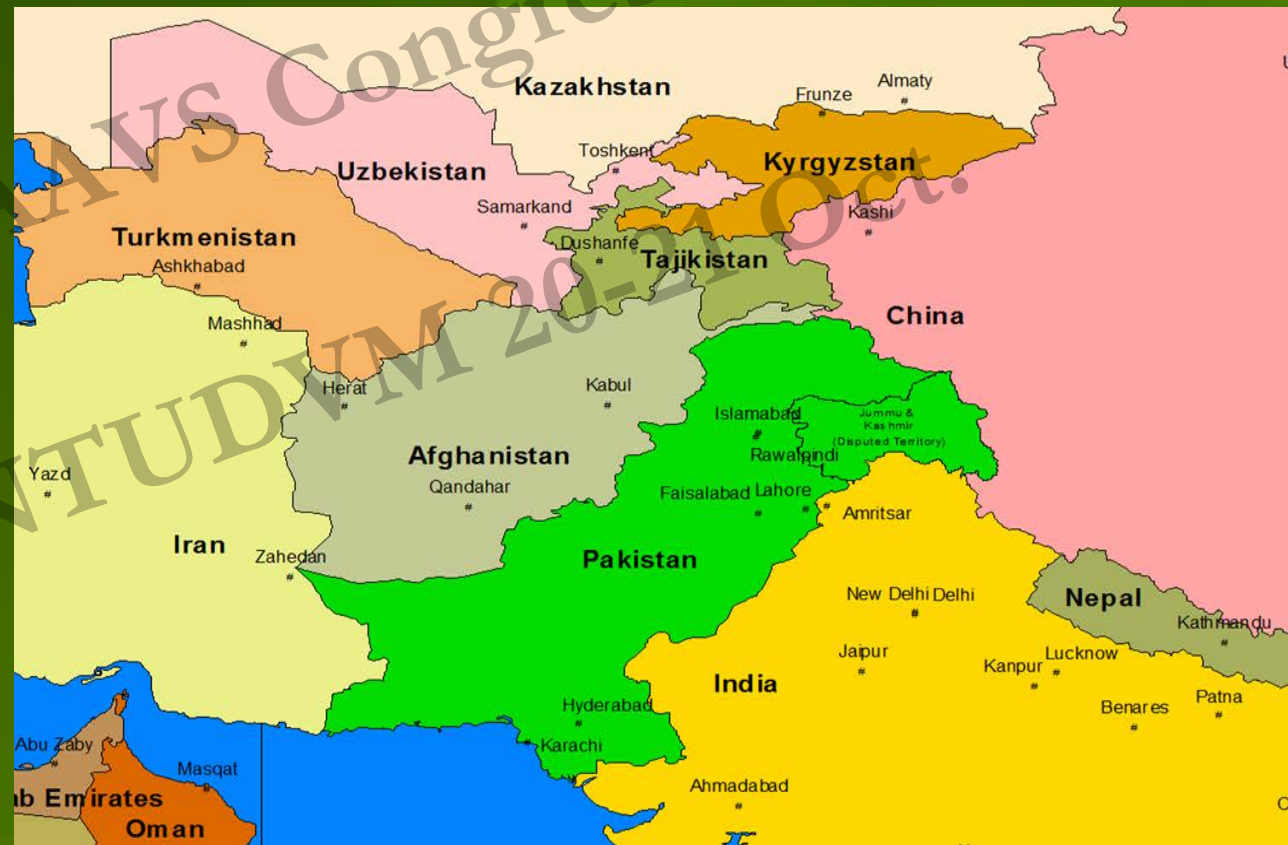 AAVS Congres
NTUDVM 20-21 Oct.
Kazakhstan
Frunze
Almaty
Toshkent
Kyrgyzstan
Uzbekistan
Samarkand
Kashi
Turkmenistan
Dushanfe
Tajikistan
Ashkhabad
China
Mashhad
Herat
Kabul
Islamabad
Jummu &
Kashmir
(Disputed Territory)
Afghanistan
Rawalpindi
Yazd
Qandahar
Faisalabad
Lahore
Amritsar
Iran
Zahedan
Pakistan
New Delhi
Delhi
Nepal
Kathmandu
Jaipur
Lucknow
Kanpur
India
Patna
Benares
Hyderabad
Karachi
Abu Zaby
Masqat
Ahmadabad
ab Emirates
Oman